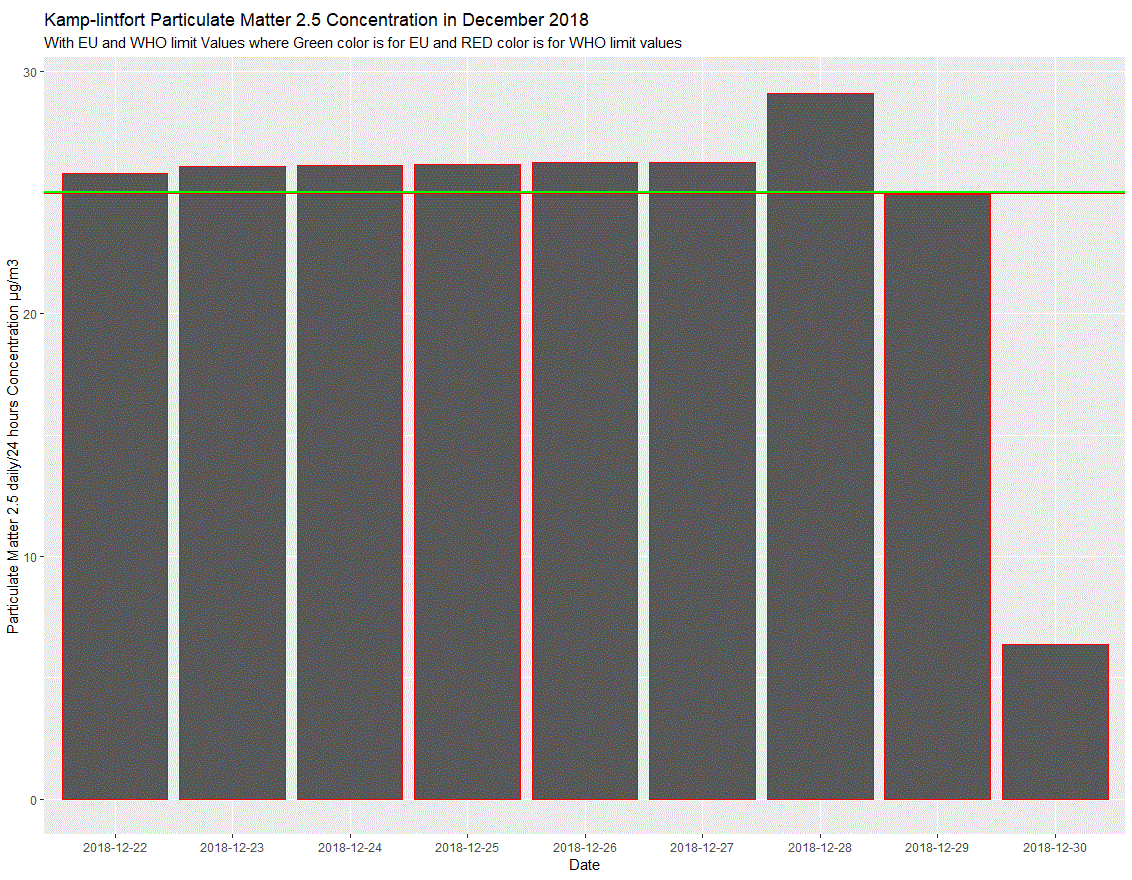 Kamp-lintfort Particulate Matter 2.5 Concentration in December 2018
With EU and WHO limit Values where Green color is for EU and RED color is for WHO limit values
Particulate Matter 2.5 daily/24 hours Concentration µg/m3
30
20
10
0
2018-12-22 2018-12-23 2018-12-24 2018-12-25 2018-12-26 2018-12-27 2018-12-28 2018-12-29 2018-12-30
Date